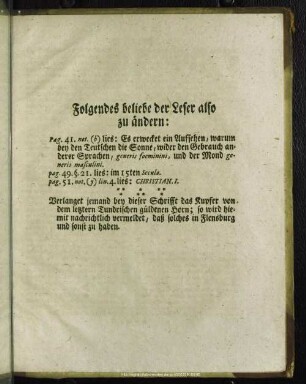 Folgendes beliebe der Leser also
zu ändern:
pag. 41. not. (b) lies: Es erwecket ein Aufsehen, warum
bey den Teutschen die Sonne, wider den Gebrauch an-
derer Sprachen, generis foeminini, und der Mond ge-
neris masculini.
pag. 49. §. 21. lies: im 15ten Seculo.
pag. 51. not. (y) lin. 4. lies: CHRISTIAN. I.
Verlanget jemand bey dieser Schrifft das Kupfer von
dem letztern Tundrischen güldenen Horn; so wird hie-
mit nachrichtlich vermeldet, daß solches in Flensburg
und sonst zu haben.